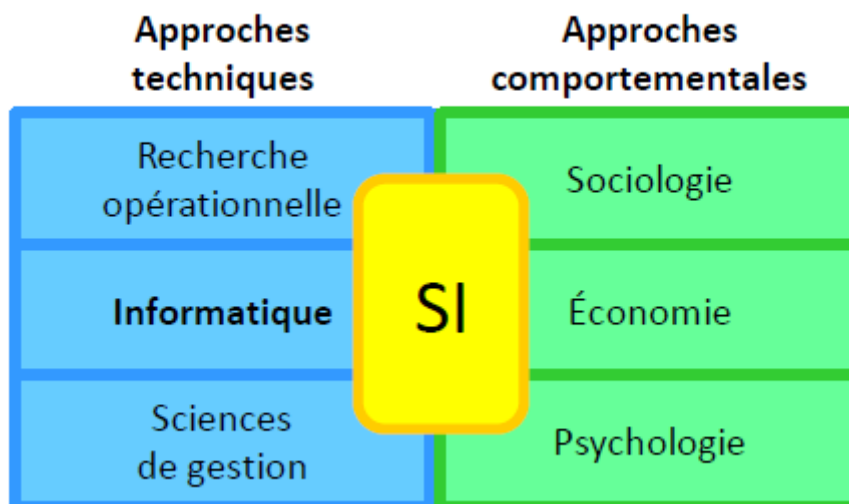 Approches
techniques
Approches
comportementales
Recherche
opérationnelle
Sociologie
Informatique
SI
Économie
Sciences
de gestion
Psychologie